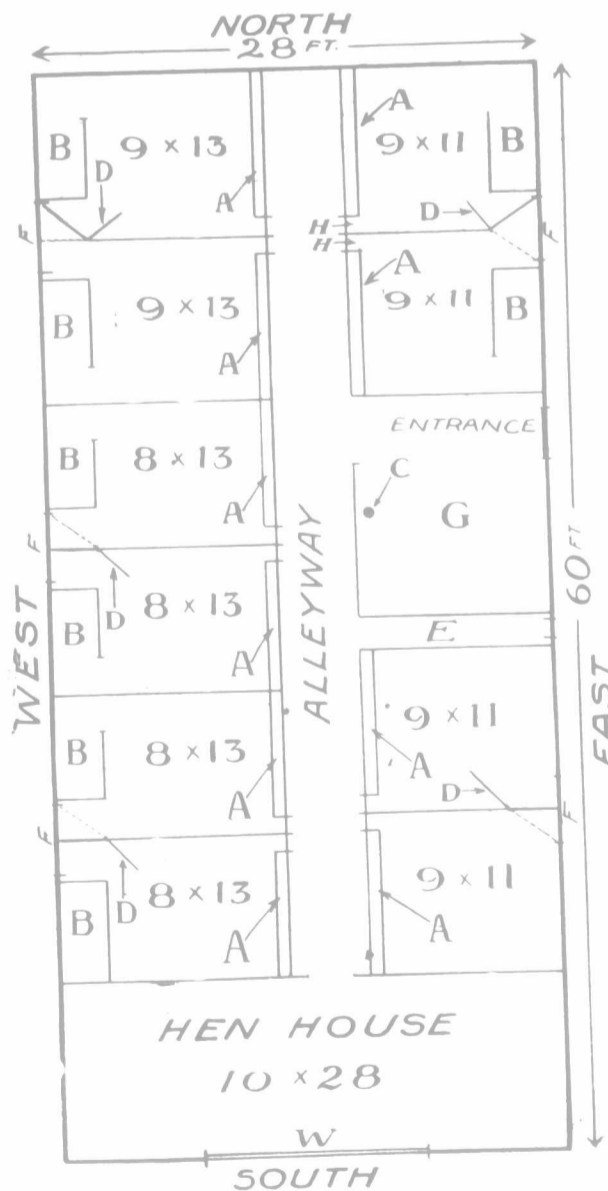 NORTH
28 FT.
A
B 9 × 13 9 × 11 B
D
A D
F H F
H
A
B 9 × 13 9 × 11 B
A
ENTRANCE
B 8 × 13 C
A G
F
ALLEYWAY
60 FT
D
B 8 × 13 E
WEST
A
EAST
9 × 11
B 8 × 13 A
A D
F F
D
B 8 × 13 9 × 11
A A
HEN HOUSE
10 × 28
W
SOUTH